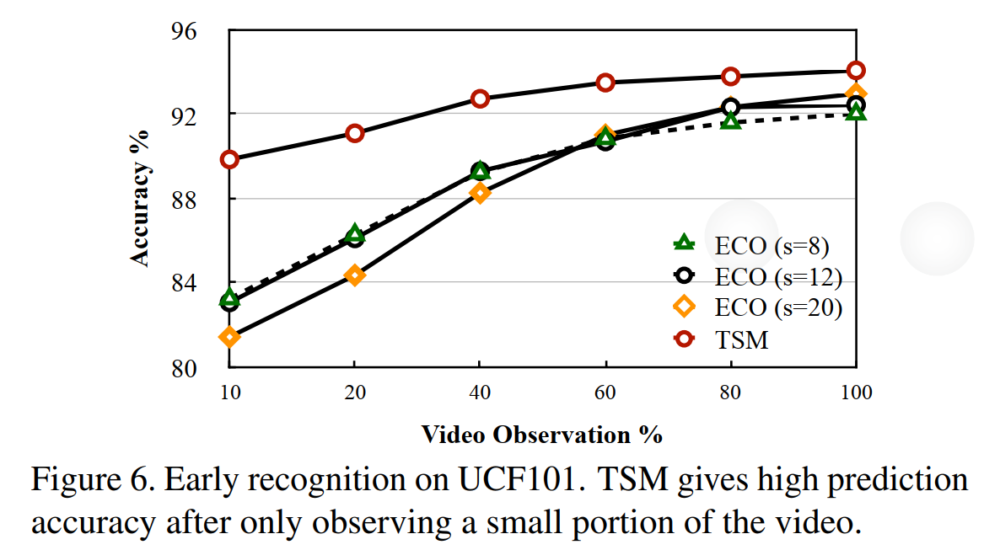 96
92
88
84
80
Accuracy %
10 20 40 60 80 100
Video Observation %
ECO (s=8)
ECO (s=12)
ECO (s=20)
TSM
Figure 6. Early recognition on UCF101. TSM gives high prediction
accuracy after only observing a small portion of the video.